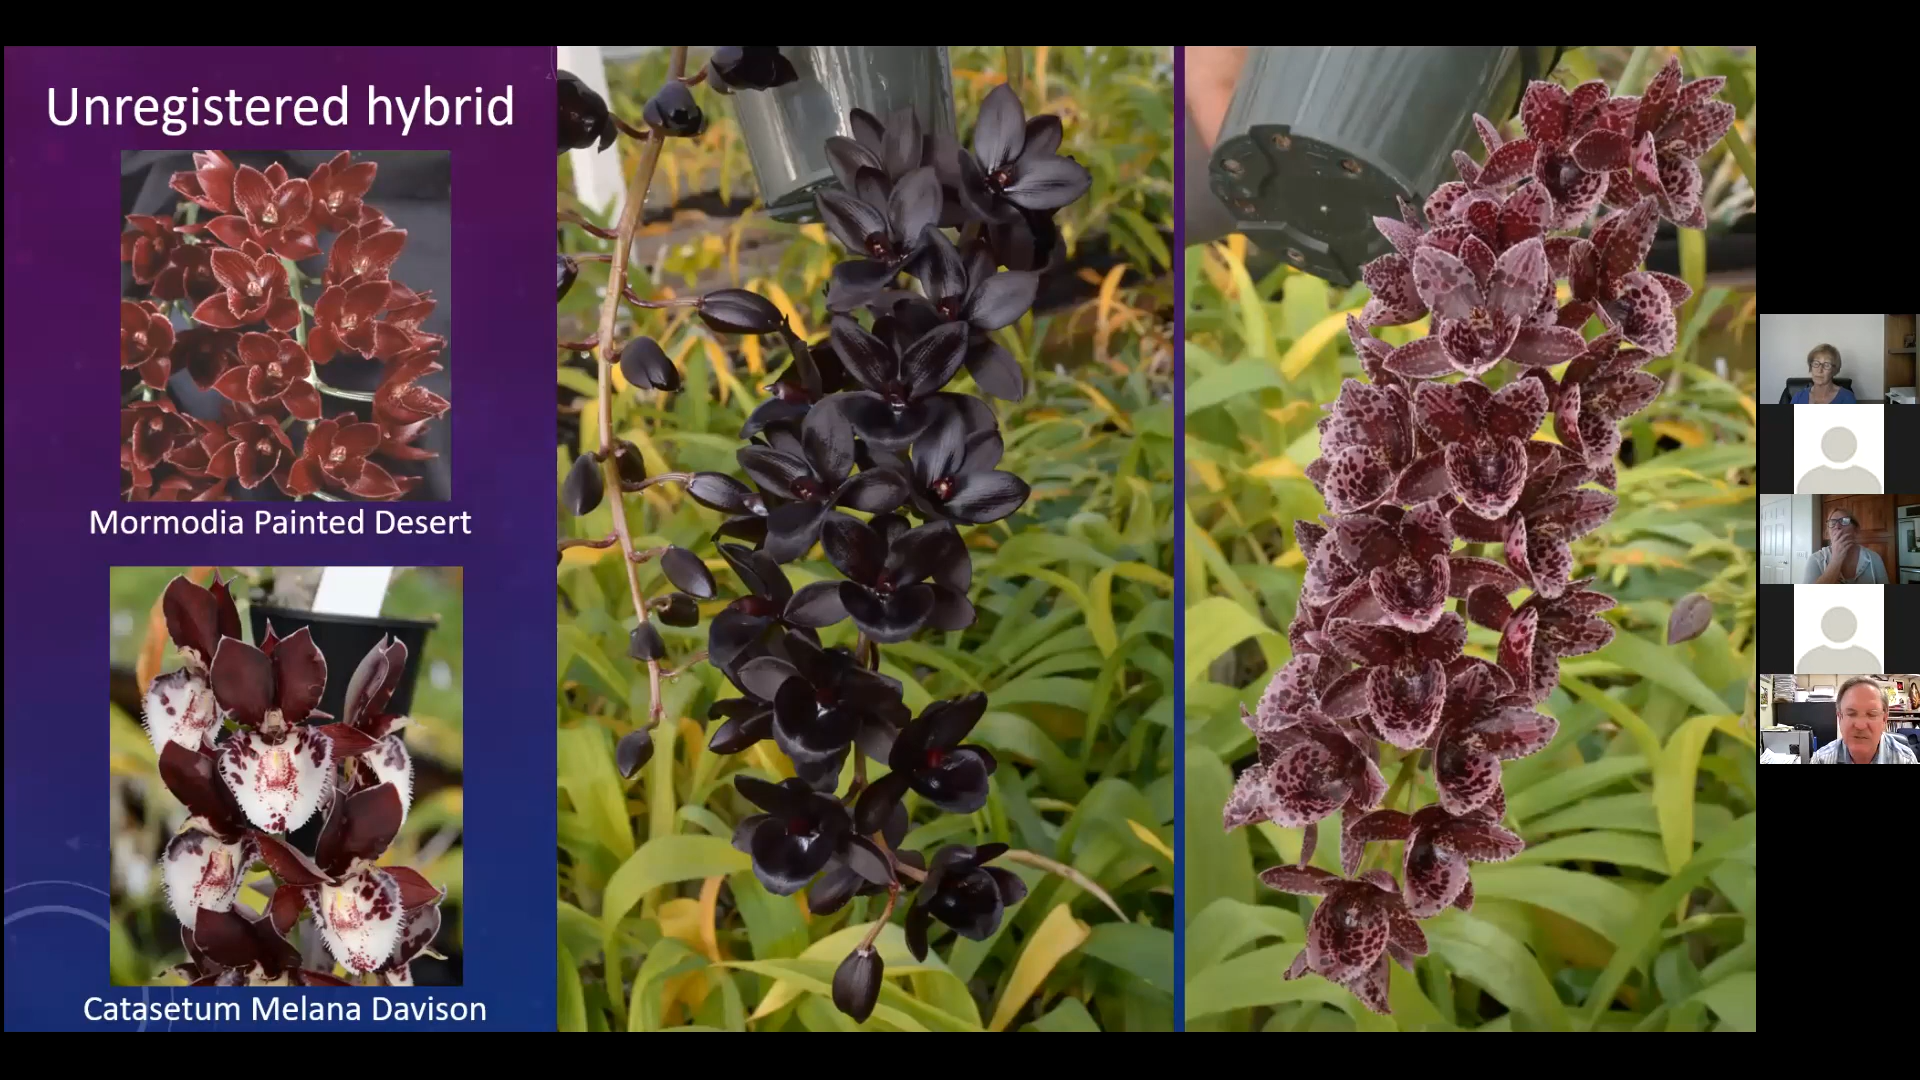 Unregistered hybrid
Mormodia Painted Desert
Catasetum Melana Davison